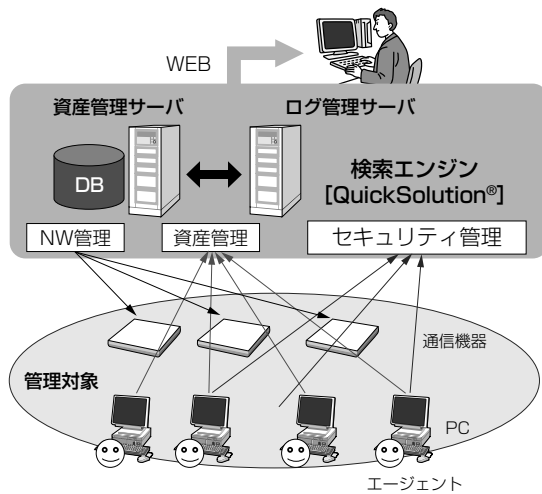 WEB
資産管理サーバ
ログ管理サーバ
DB
検索エンジン
[QuickSolution®]
NW管理
資産管理
セキュリティ管理
通信機器
管理対象
PC
エージェント